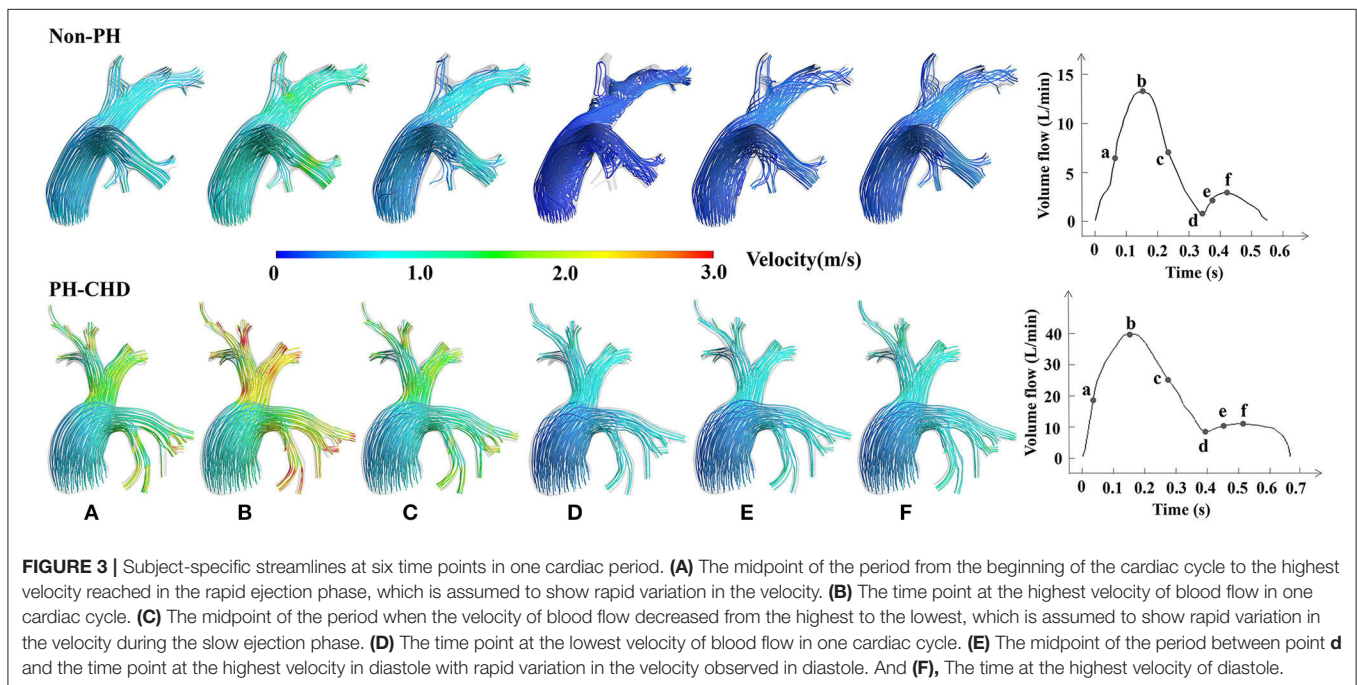 Non-PH
15
10
5
0
Volume flow (L/min)
a
b
c
d
e
f
0 0.1 0.2 0.3 0.4 0.5 0.6
Time (s)
0 1.0 2.0 3.0 Velocity(m/s)
PH-CHD
40
30
20
10
0
Volume flow (L/min)
a
b
c
d
e
f
0 0.1 0.2 0.3 0.4 0.5 0.6 0.7
Time (s)
A B C D E F
FIGURE 3 | Subject-specific streamlines at six time points in one cardiac period. (A) The midpoint of the period from the beginning of the cardiac cycle to the highest
velocity reached in the rapid ejection phase, which is assumed to show rapid variation in the velocity. (B) The time point at the highest velocity of blood flow in one
cardiac cycle. (C) The midpoint of the period when the velocity of blood flow decreased from the highest to the lowest, which is assumed to show rapid variation in
the velocity during the slow ejection phase. (D) The time point at the lowest velocity of blood flow in one cardiac cycle. (E) The midpoint of the period between point d
and the time point at the highest velocity in diastole with rapid variation in the velocity observed in diastole. And (F), The time at the highest velocity of diastole.